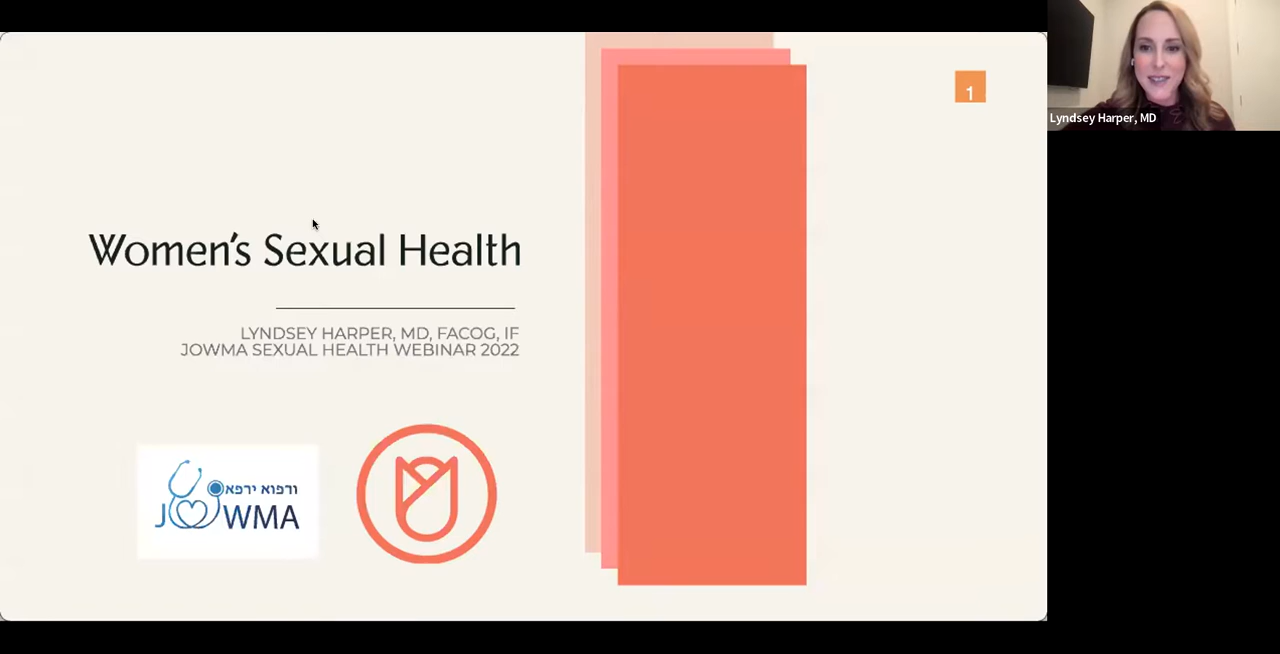 1
Lyndsey Harper, MD
Women's Sexual Health
LYNDSEY HARPER, MD, FACOG, IF
JOWMA SEXUAL HEALTH WEBINAR 2022
ורפוא ירפא
JOWMA